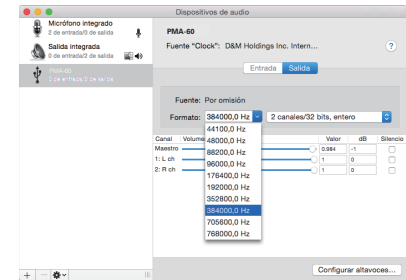 Dispositivos de audio
Micrófono integrado
2 de entrada/0 de salida
Salida integrada
0 de entrada/2 de salida
PMA-60
0 de entrada/2 de salida
PMA-60
Fuente "Clock": D&M Holdings Inc. Intern...
?
Entrada Salida
Fuente: Por omisión
Formato: 384000,0 Hz 2 canales/32 bits, entero
44100,0 Hz
48000,0 Hz
88200,0 Hz
96000,0 Hz
176400,0 Hz
192000,0 Hz
352800,0 Hz
384000,0 Hz
705600,0 Hz
768000,0 Hz
Canal Volume Valor dB Silencio
Maestro 0.984 -1
1: L ch 1 0
2: R ch 1 0
Configurar altavoces...